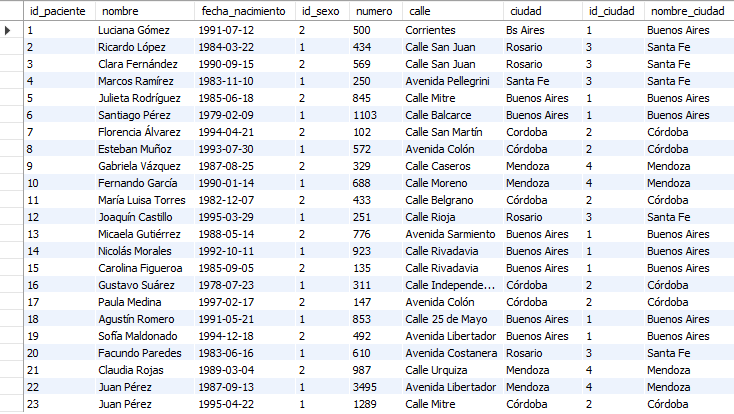 id_paciente nombre fecha_nacimiento id_sexo numero calle ciudad id_ciudad nombre_ciudad
1 Luciana Gómez 1991-07-12 2 500 Corrientes Bs Aires 1 Buenos Aires
2 Ricardo López 1984-03-22 1 434 Calle San Juan Rosario 3 Santa Fe
3 Clara Fernández 1990-09-15 2 569 Calle San Juan Rosario 3 Santa Fe
4 Marcos Ramírez 1983-11-10 1 250 Avenida Pellegrini Santa Fe 3 Santa Fe
5 Julieta Rodríguez 1985-06-18 2 845 Calle Mitre Buenos Aires 1 Buenos Aires
6 Santiago Pérez 1979-02-09 1 1103 Calle Balcarce Buenos Aires 1 Buenos Aires
7 Florencia Álvarez 1994-04-21 2 102 Calle San Martín Cordoba 2 Córdoba
8 Esteban Muñoz 1993-07-30 1 572 Avenida Colón Córdoba 2 Córdoba
9 Gabriela Vázquez 1987-08-25 2 329 Calle Caseros Mendoza 4 Mendoza
10 Fernando García 1990-01-14 1 688 Calle Moreno Mendoza 4 Mendoza
11 María Luisa Torres 1982-12-07 2 433 Calle Belgrano Córdoba 2 Córdoba
12 Joaquín Castillo 1995-03-29 1 251 Calle Rioja Rosario 3 Santa Fe
13 Micaela Gutiérrez 1988-05-14 2 776 Avenida Sarmiento Buenos Aires 1 Buenos Aires
14 Nicolás Morales 1992-10-11 1 923 Calle Rivadavia Buenos Aires 1 Buenos Aires
15 Carolina Figueroa 1985-09-05 2 135 Calle Rivadavia Buenos Aires 1 Buenos Aires
16 Gustavo Suárez 1978-07-23 1 311 Calle Independe... Córdoba 2 Córdoba
17 Paula Medina 1997-02-17 2 147 Avenida Colón Córdoba 2 Córdoba
18 Agustín Romero 1991-05-21 1 853 Calle 25 de Mayo Buenos Aires 1 Buenos Aires
19 Sofía Maldonado 1994-12-18 2 492 Avenida Libertador Buenos Aires 1 Buenos Aires
20 Facundo Paredes 1983-06-16 1 610 Avenida Costanera Rosario 3 Santa Fe
21 Claudia Rojas 1989-03-04 2 987 Calle Urquiza Mendoza 4 Mendoza
22 Juan Pérez 1987-09-13 1 3495 Avenida Libertador Mendoza 4 Mendoza
23 Juan Pérez 1995-04-22 1 1289 Calle Mitre Córdoba 2 Córdoba